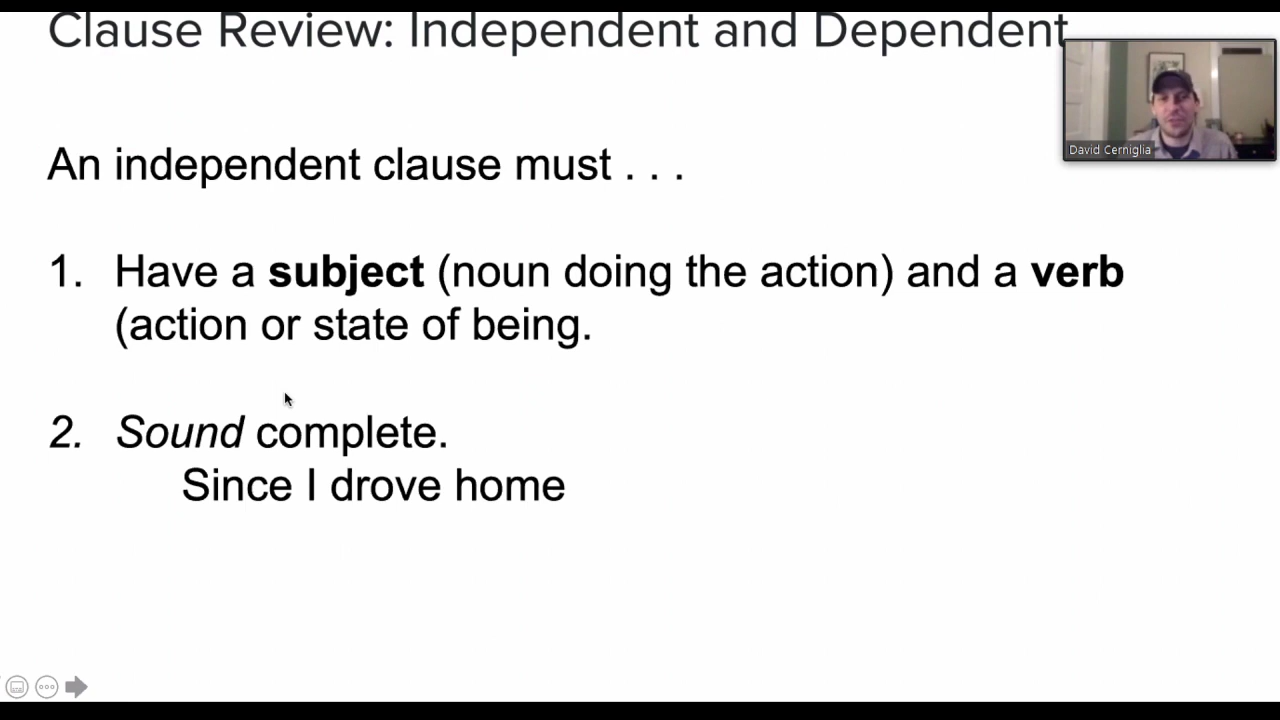 Clause Review: Independent and Dependent
David Cerniglia
An independent clause must . . .
1. Have a subject (noun doing the action) and a verb
(action or state of being.
2. Sound complete.
Since I drove home